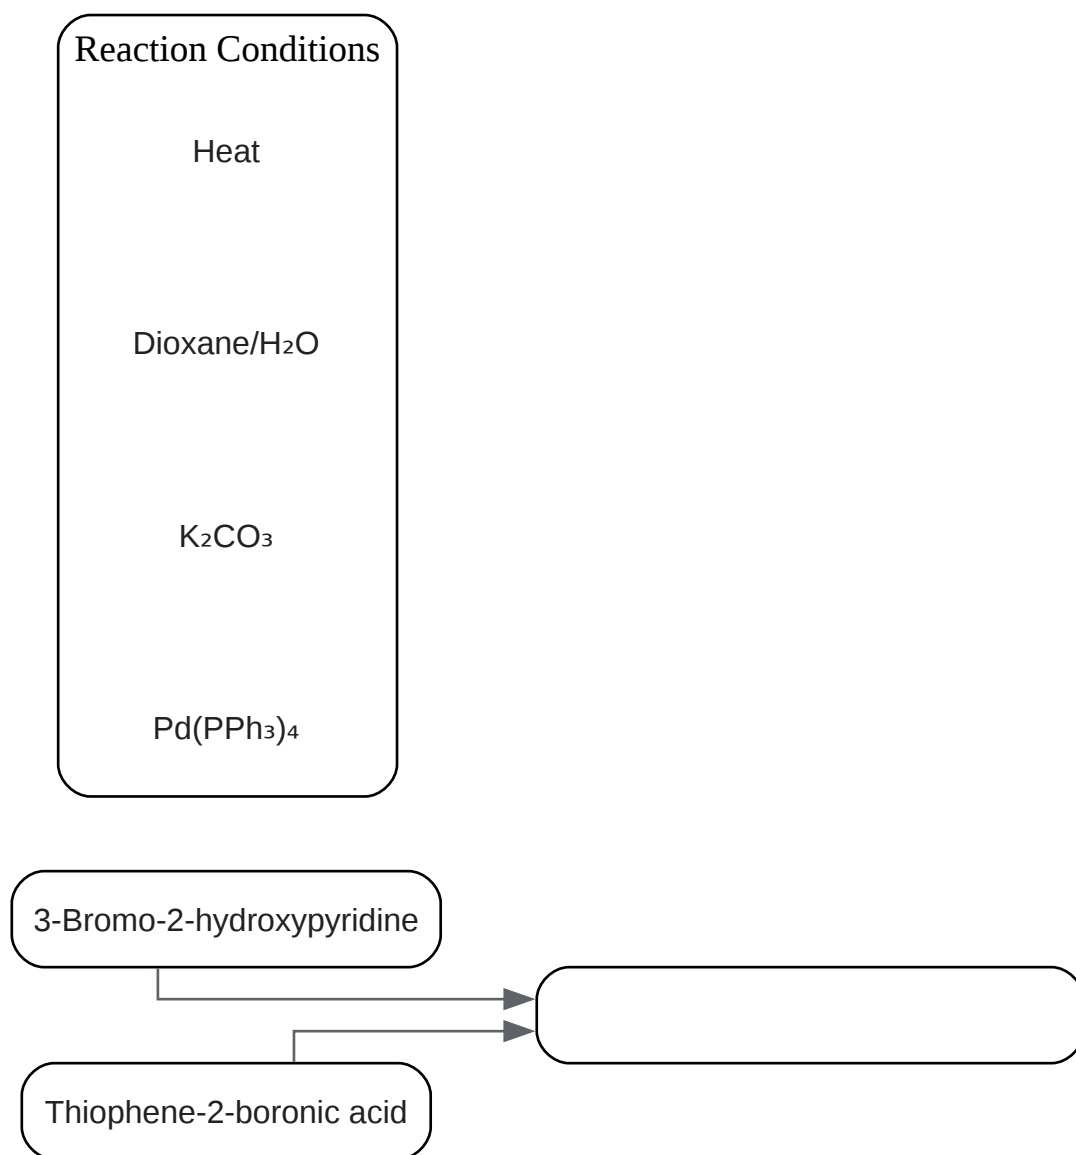 Reaction Conditions
Heat
Dioxane/H₂O
K₂CO₃
Pd(PPh₃)₄
3-Bromo-2-hydroxypyridine
Thiophene-2-boronic acid